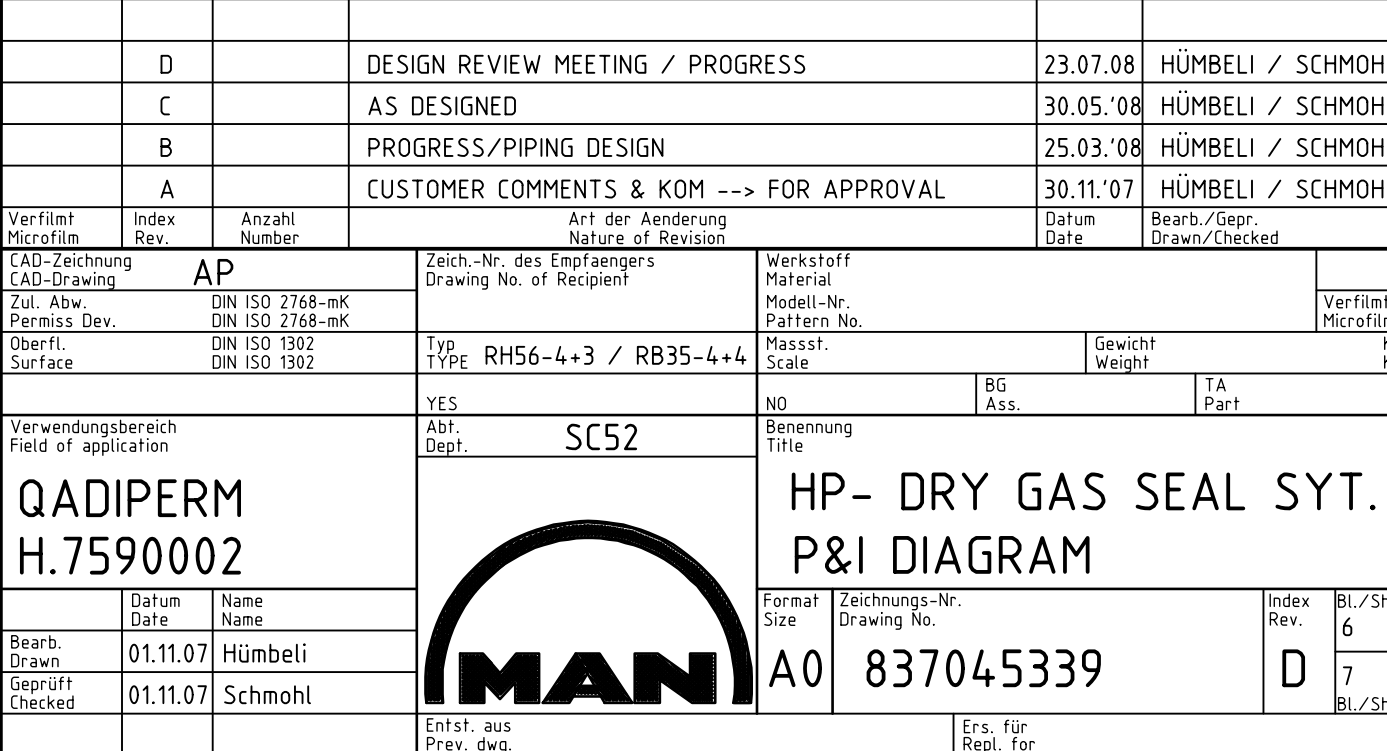 D DESIGN REVIEW MEETING / PROGRESS 23.07.08 HÜMBELI / SCHMOH
C AS DESIGNED 30.05.'08 HÜMBELI / SCHMOH
B PROGRESS/PIPING DESIGN 25.03.'08 HÜMBELI / SCHMOH
A CUSTOMER COMMENTS & KOM --> FOR APPROVAL 30.11.'07 HÜMBELI / SCHMOH
Verfilmt Index Anzahl Art der Aenderung Datum Bearb./Gepr.
Microfilm Rev. Number Nature of Revision Date Drawn/Checked
CAD-Zeichnung
CAD-Drawing AP
Zeich.-Nr. des Empfaengers
Drawing No. of Recipient
Werkstoff
Material
Zul. Abw. DIN ISO 2768-mK
Permiss Dev. DIN ISO 2768-mK
Modell-Nr.
Pattern No.
Verfilmt
Microfilm
Oberfl. DIN ISO 1302
Surface DIN ISO 1302
Typ
TYPE RH56-4+3 / RB35-4+4
Massst.
Scale
Gewicht
Weight
YES
NO
BG
Ass.
TA
Part
Verwendungsbereich
Field of application
QADIPERM
H.7590002
Abt.
Dept. SC52
Benennung
Title
HP- DRY GAS SEAL SYT.
P&I DIAGRAM
MAN
Datum Name
Date Name
Bearb.
Drawn 01.11.07 Hümbeli
Geprüft
Checked 01.11.07 Schmohl
Format
Size
A0
Zeichnungs-Nr.
Drawing No.
837045339
Index
Rev.
D
Bl./Sh
6
7
Bl./Sh
Entst. aus
Prev. dwg.
Ers. für
Repl. for